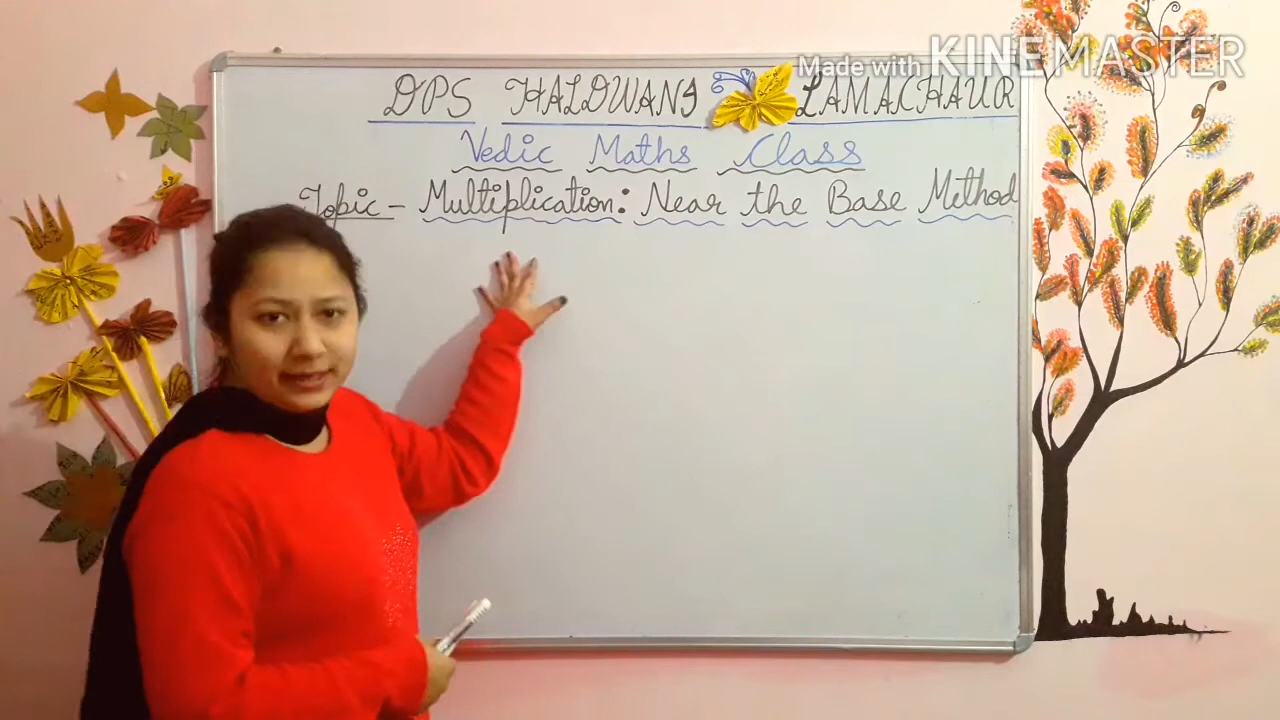 Made with KINEMASTER
DPS HALDWANI LAMACHAUR
Vedic Maths Class
Topic - Multiplication: Near the Base Method